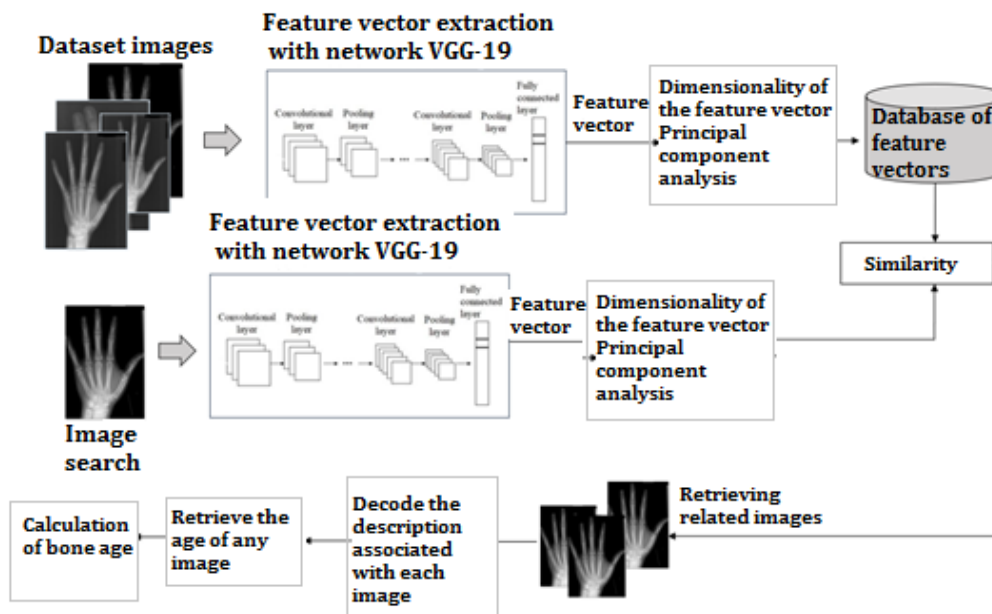 Dataset images
Feature vector extraction
with network VGG-19
Convolutional
layer
Pooling
layer
...
Convolutional
layer
Pooling
layer
Fully
connected
layer
Feature
vector
Dimensionality of
the feature vector
Principal
component
analysis
Database of
feature
vectors
Feature vector extraction
with network VGG-19
Convolutional
layer
Pooling
layer
...
Convolutional
layer
Pooling
layer
Fully
connected
layer
Feature
vector
Dimensionality of
the feature vector
Principal
component
analysis
Similarity
Image
search
Calculation
of bone age
Retrieve the
age of any
image
Decode the
description
associated
with each
image
Retrieving
related images